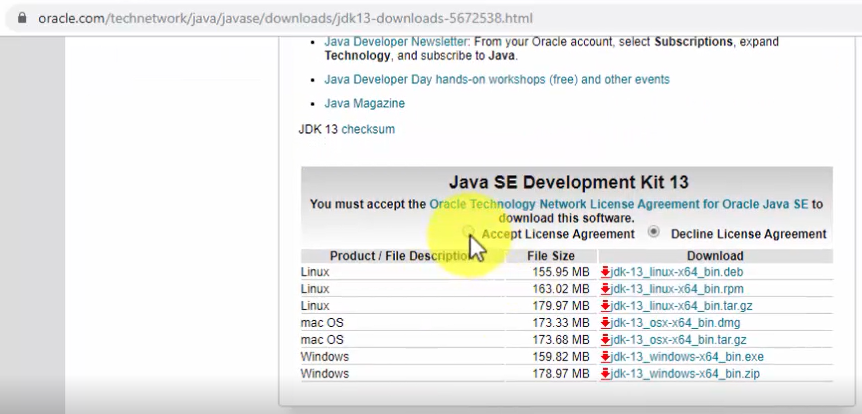 oracle.com/technetwork/java/javase/downloads/jdk13-downloads-5672538.html
Java Developer Newsletter: From your Oracle account, select Subscriptions, expand
Technology, and subscribe to Java.
Java Developer Day hands-on workshops (free) and other events
Java Magazine
JDK 13 checksum
Java SE Development Kit 13
You must accept the Oracle Technology Network License Agreement for Oracle Java SE to
download this software.
Accept License Agreement Decline License Agreement
Product / File Description File Size Download
Linux 155.95 MB jdk-13_linux-x64_bin.deb
Linux 163.02 MB jdk-13_linux-x64_bin.rpm
Linux 179.97 MB jdk-13_linux-x64_bin.tar.gz
mac OS 173.33 MB jdk-13_osx-x64_bin.dmg
mac OS 173.68 MB jdk-13_osx-x64_bin.tar.gz
Windows 159.82 MB jdk-13_windows-x64_bin.exe
Windows 178.97 MB jdk-13_windows-x64_bin.zip